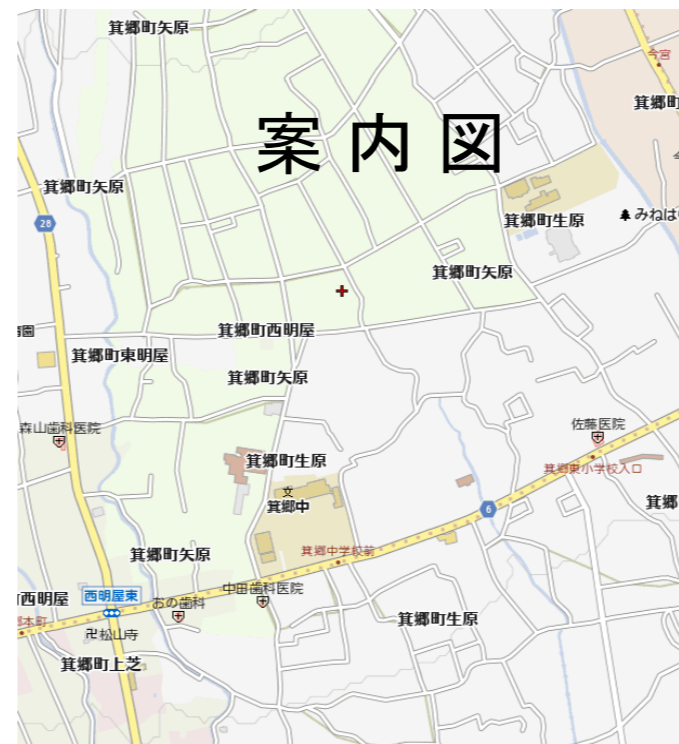 箕郷町矢原
今宮
箕郷町
案内図
箕郷町矢原
28
箕郷町生原
みねは
箕郷町矢原
箕郷町西明屋
園
箕郷町東明屋
箕郷町矢原
森山歯科医院
佐藤医院
箕郷町生原
箕郷東小学校入口
文
箕郷中
箕郷
6
箕郷中学校前
箕郷町矢原
中田歯科医院
西明屋東
町西明屋
おの歯科
箕郷町生原
郷本町
卍松山寺
箕郷町上芝